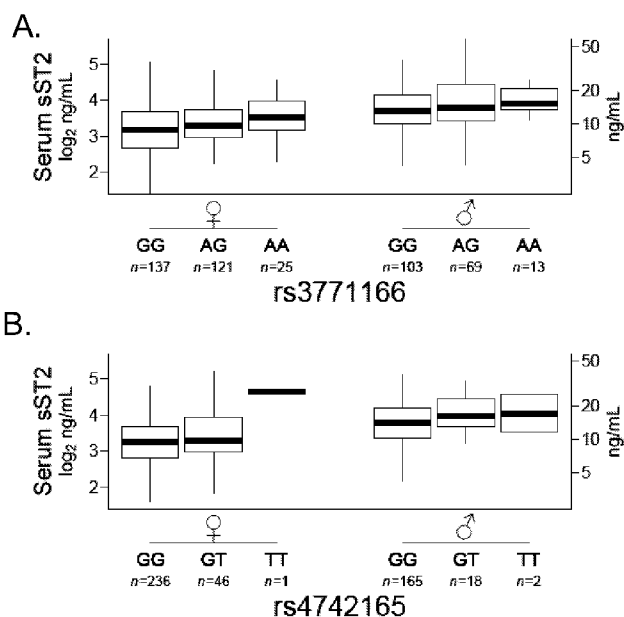 A.
Serum sST2
log₂ ng/mL
5
4
3
2
50
20
10
5
ng/mL
♀ ♂
GG AG AA GG AG AA
n=137 n=121 n=25 n=103 n=69 n=13
rs3771166
B.
Serum sST2
log₂ ng/mL
5
4
3
2
50
20
10
5
ng/mL
♀ ♂
GG GT TT GG GT TT
n=236 n=46 n=1 n=165 n=18 n=2
rs4742165